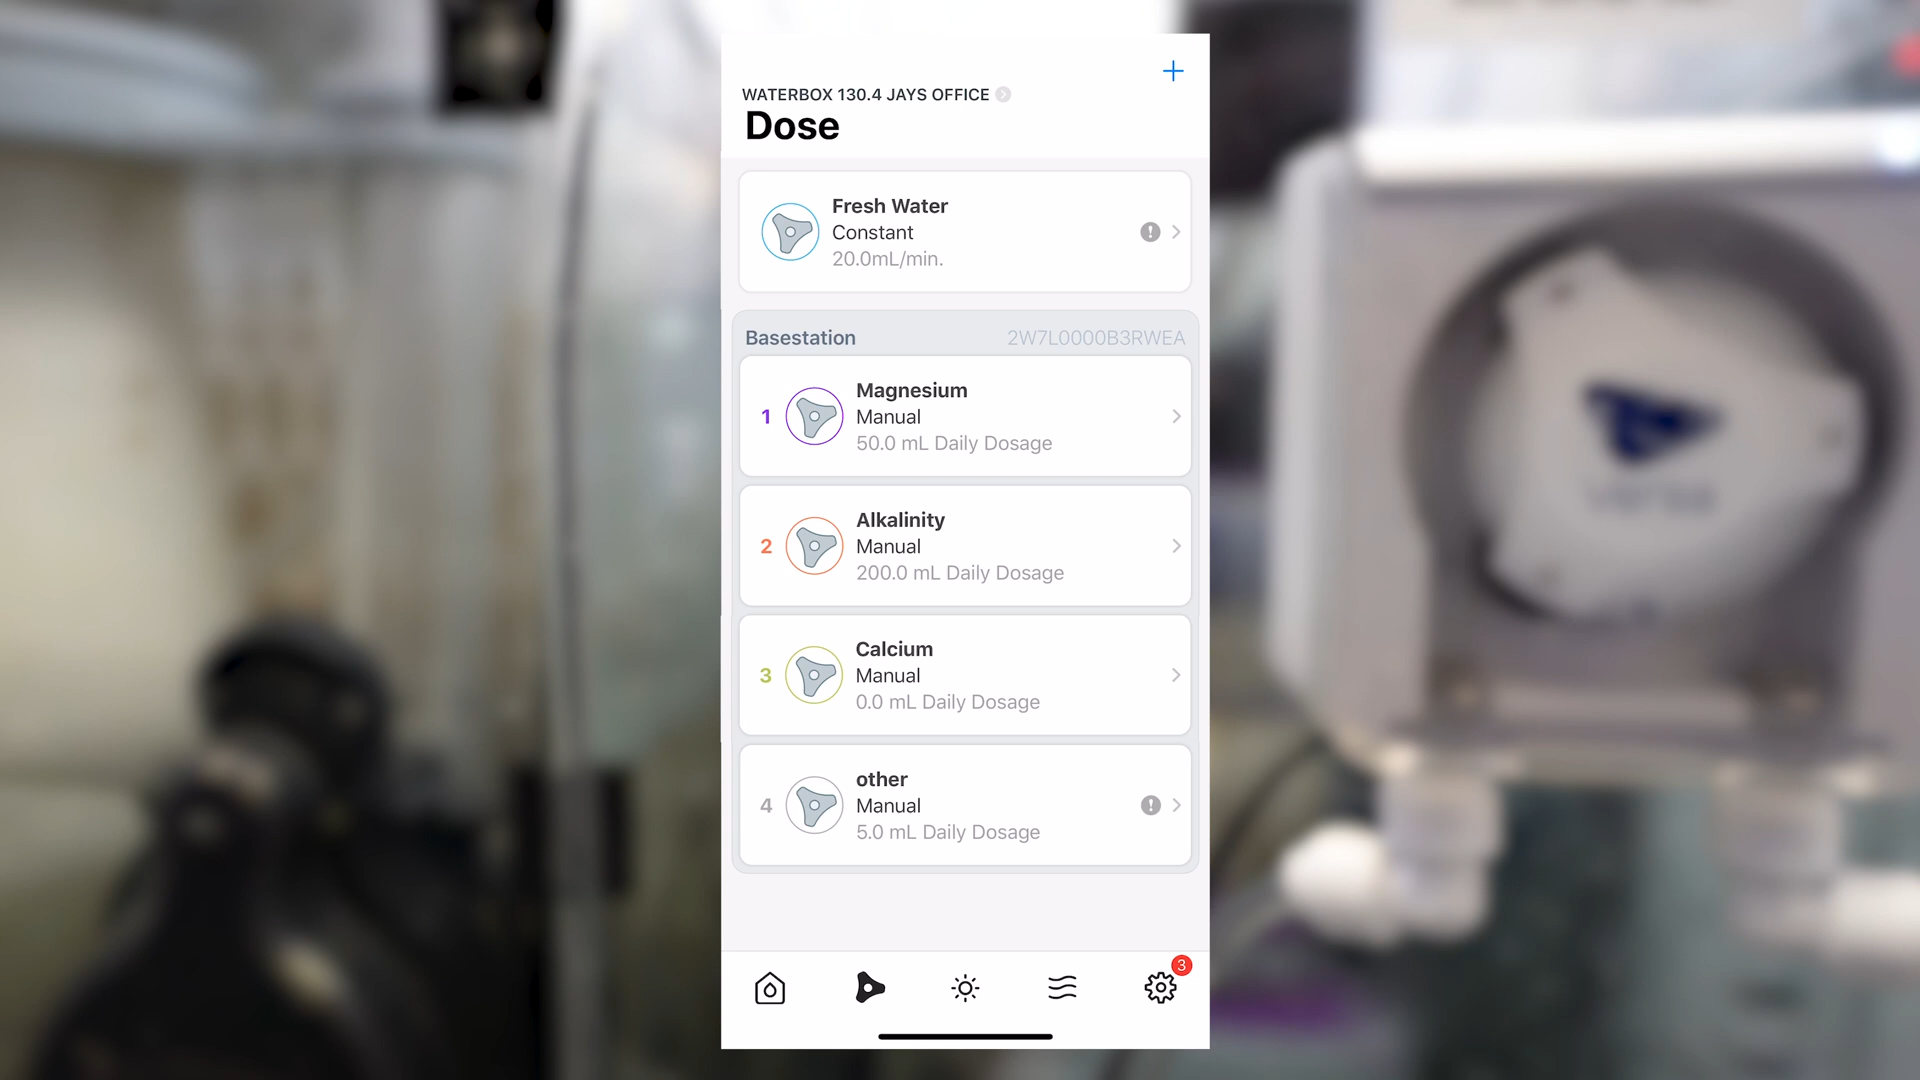 WATERBOX 130.4 JAYS OFFICE
Dose
Fresh Water
Constant
20.0mL/min.
Basestation 2W7L0000B3RWEA
1
Magnesium
Manual
50.0 mL Daily Dosage
2
Alkalinity
Manual
200.0 mL Daily Dosage
3
Calcium
Manual
0.0 mL Daily Dosage
4
other
Manual
5.0 mL Daily Dosage
3